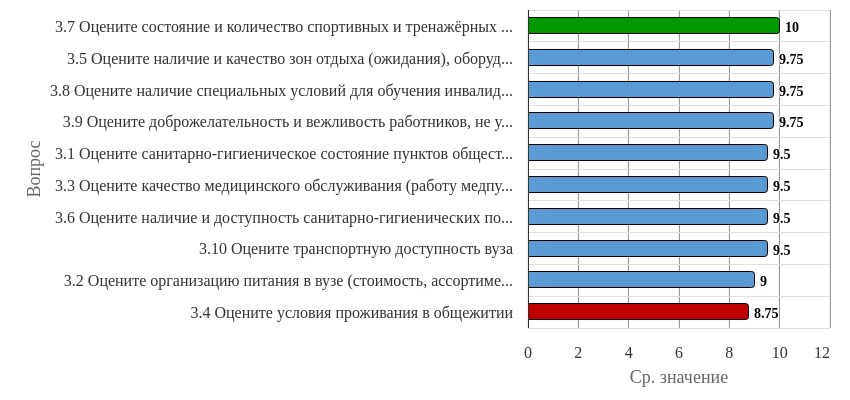 3.7 Оцените состояние и количество спортивных и тренажёрных ... 10
3.5 Оцените наличие и качество зон отдыха (ожидания), оборуд... 9.75
3.8 Оцените наличие специальных условий для обучения инвалид... 9.75
3.9 Оцените доброжелательность и вежливость работников, не у... 9.75
3.1 Оцените санитарно-гигиеническое состояние пунктов общест... 9.5
3.3 Оцените качество медицинского обслуживания (работу медпу... 9.5
3.6 Оцените наличие и доступность санитарно-гигиенических по... 9.5
3.10 Оцените транспортную доступность вуза 9.5
3.2 Оцените организацию питания в вузе (стоимость, ассортиме... 9
3.4 Оцените условия проживания в общежитии 8.75
Вопрос
0 2 4 6 8 10 12
Ср. значение